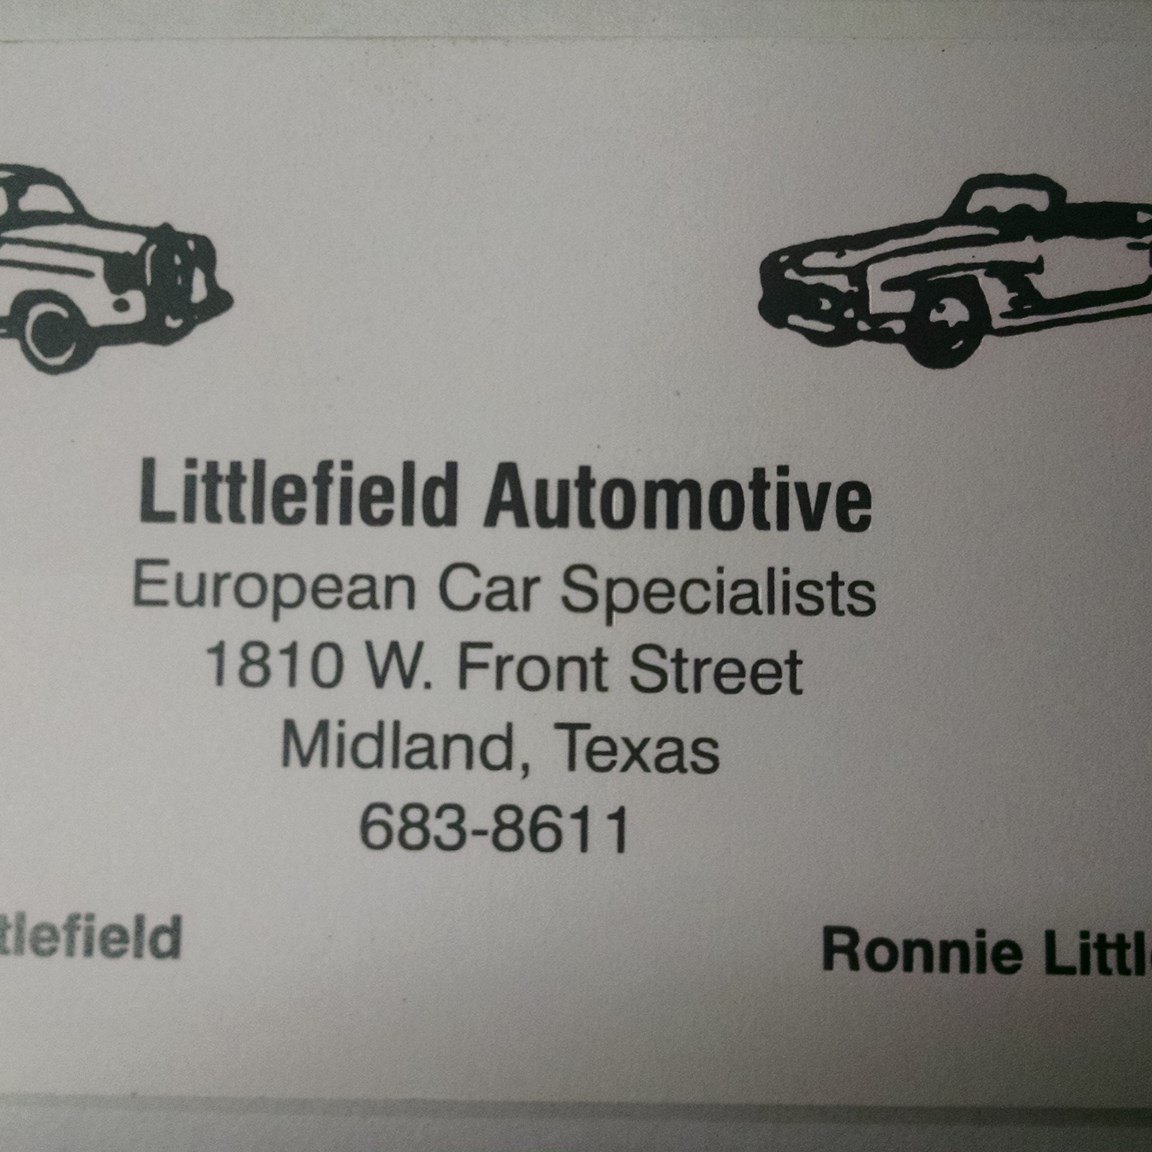 Littlefield Automotive
European Car Specialists
1810 W. Front Street
Midland, Texas
683-8611
tlefield Ronnie Littl